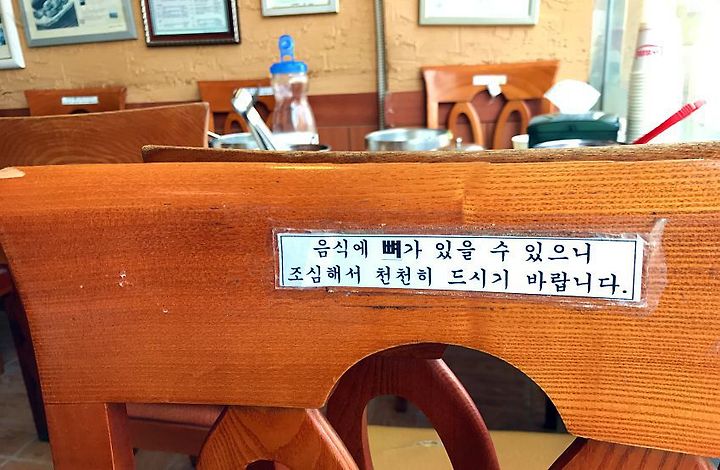 음식에 뼈가 있을 수 있으니
조심해서 천천히 드시기 바랍니다.